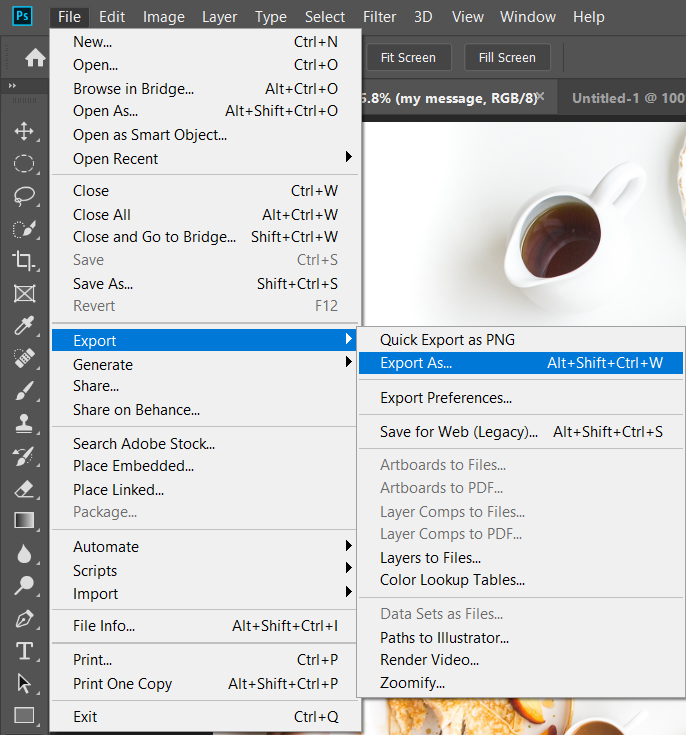 Ps File Edit Image Layer Type Select Filter 3D View Window Help
Fit Screen Fill Screen
5.8% (my message, RGB/8) × Untitled-1 @ 100
New... Ctrl+N
Open... Ctrl+O
Browse in Bridge... Alt+Ctrl+O
Open As... Alt+Shift+Ctrl+O
Open as Smart Object...
Open Recent
Close Ctrl+W
Close All Alt+Ctrl+W
Close and Go to Bridge... Shift+Ctrl+W
Save Ctrl+S
Save As... Shift+Ctrl+S
Revert F12
Export
Generate
Share...
Share on Behance...
Search Adobe Stock...
Place Embedded...
Place Linked...
Package...
Automate
Scripts
Import
File Info... Alt+Shift+Ctrl+I
Print... Ctrl+P
Print One Copy Alt+Shift+Ctrl+P
Exit Ctrl+Q
Quick Export as PNG
Export As... Alt+Shift+Ctrl+W
Export Preferences...
Save for Web (Legacy)... Alt+Shift+Ctrl+S
Artboards to Files...
Artboards to PDF...
Layer Comps to Files...
Layer Comps to PDF...
Layers to Files...
Color Lookup Tables...
Data Sets as Files...
Paths to Illustrator...
Render Video...
Zoomify...